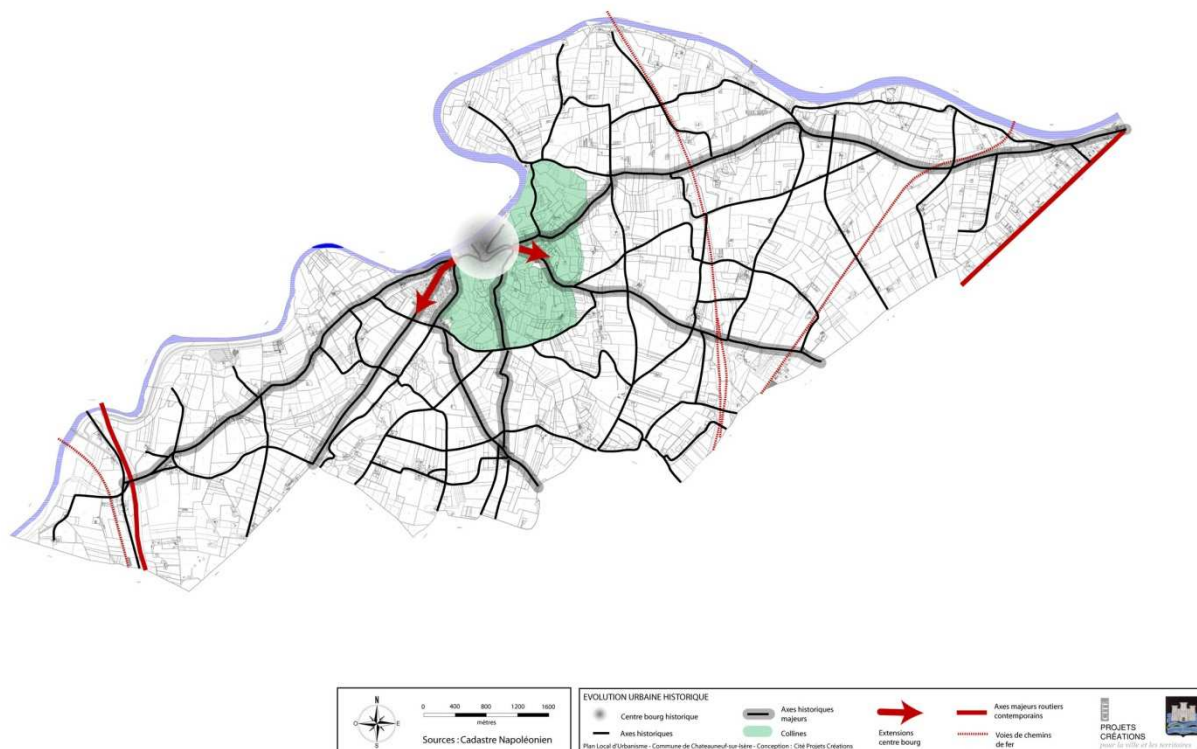 N
O
E
S
0 400 800 1200 1600
mètres
Sources : Cadastre Napoléonien
EVOLUTION URBAINE HISTORIQUE
Centre bourg historique
Axes historiques
Axes historiques
majeurs
Collines
Extensions
centre bourg
Axes majeurs routiers
contemporains
Voies de chemins
de fer
Plan Local d'Urbanisme - Commune de Chateauneuf-sur-Isère - Conception : Cité Projets Créations
CITÉ
PROJETS
CRÉATIONS
pour la ville et les territoires